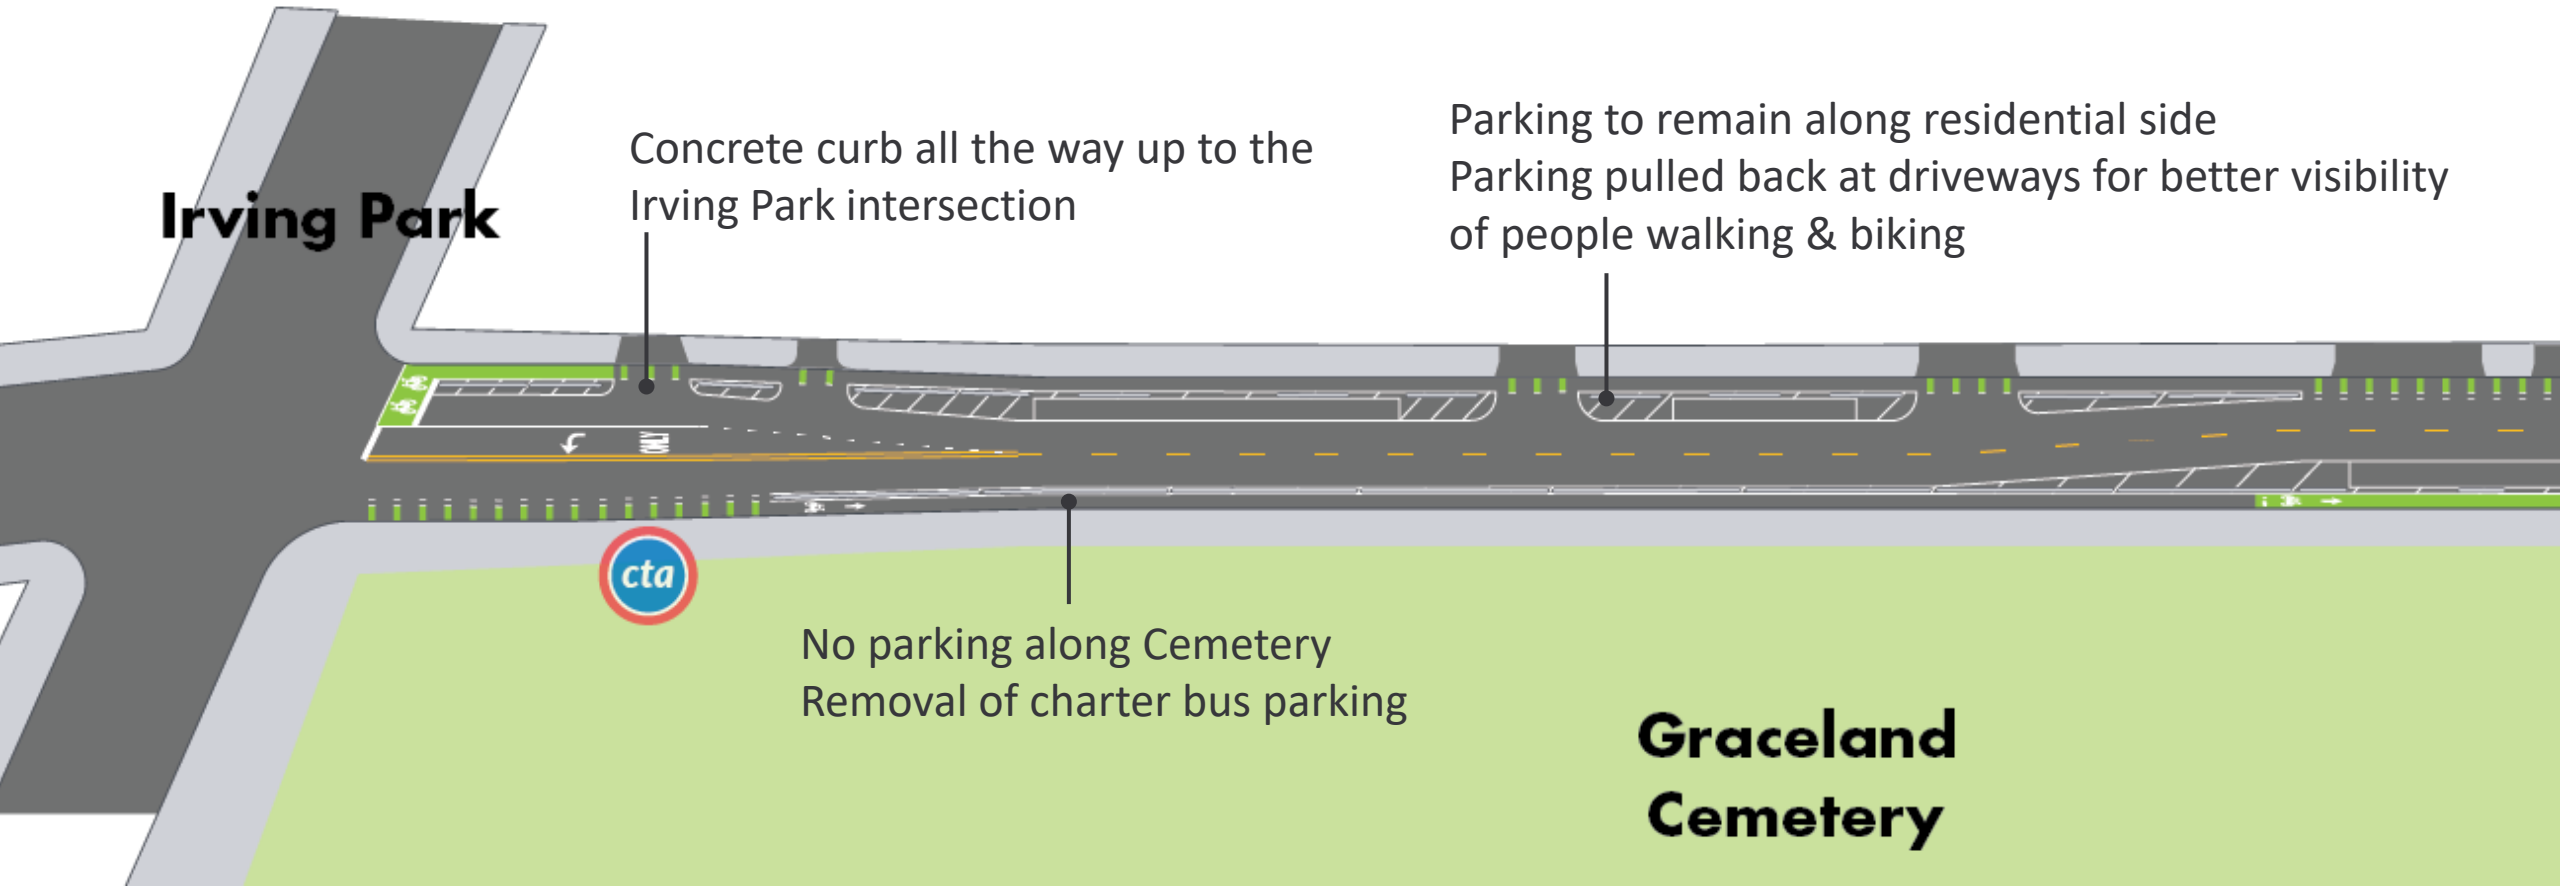 Concrete curb all the way up to the
Irving Park intersection
Parking to remain along residential side
Parking pulled back at driveways for better visibility
of people walking & biking
Irving Park
ONLY
cta
No parking along Cemetery
Removal of charter bus parking
Graceland
Cemetery